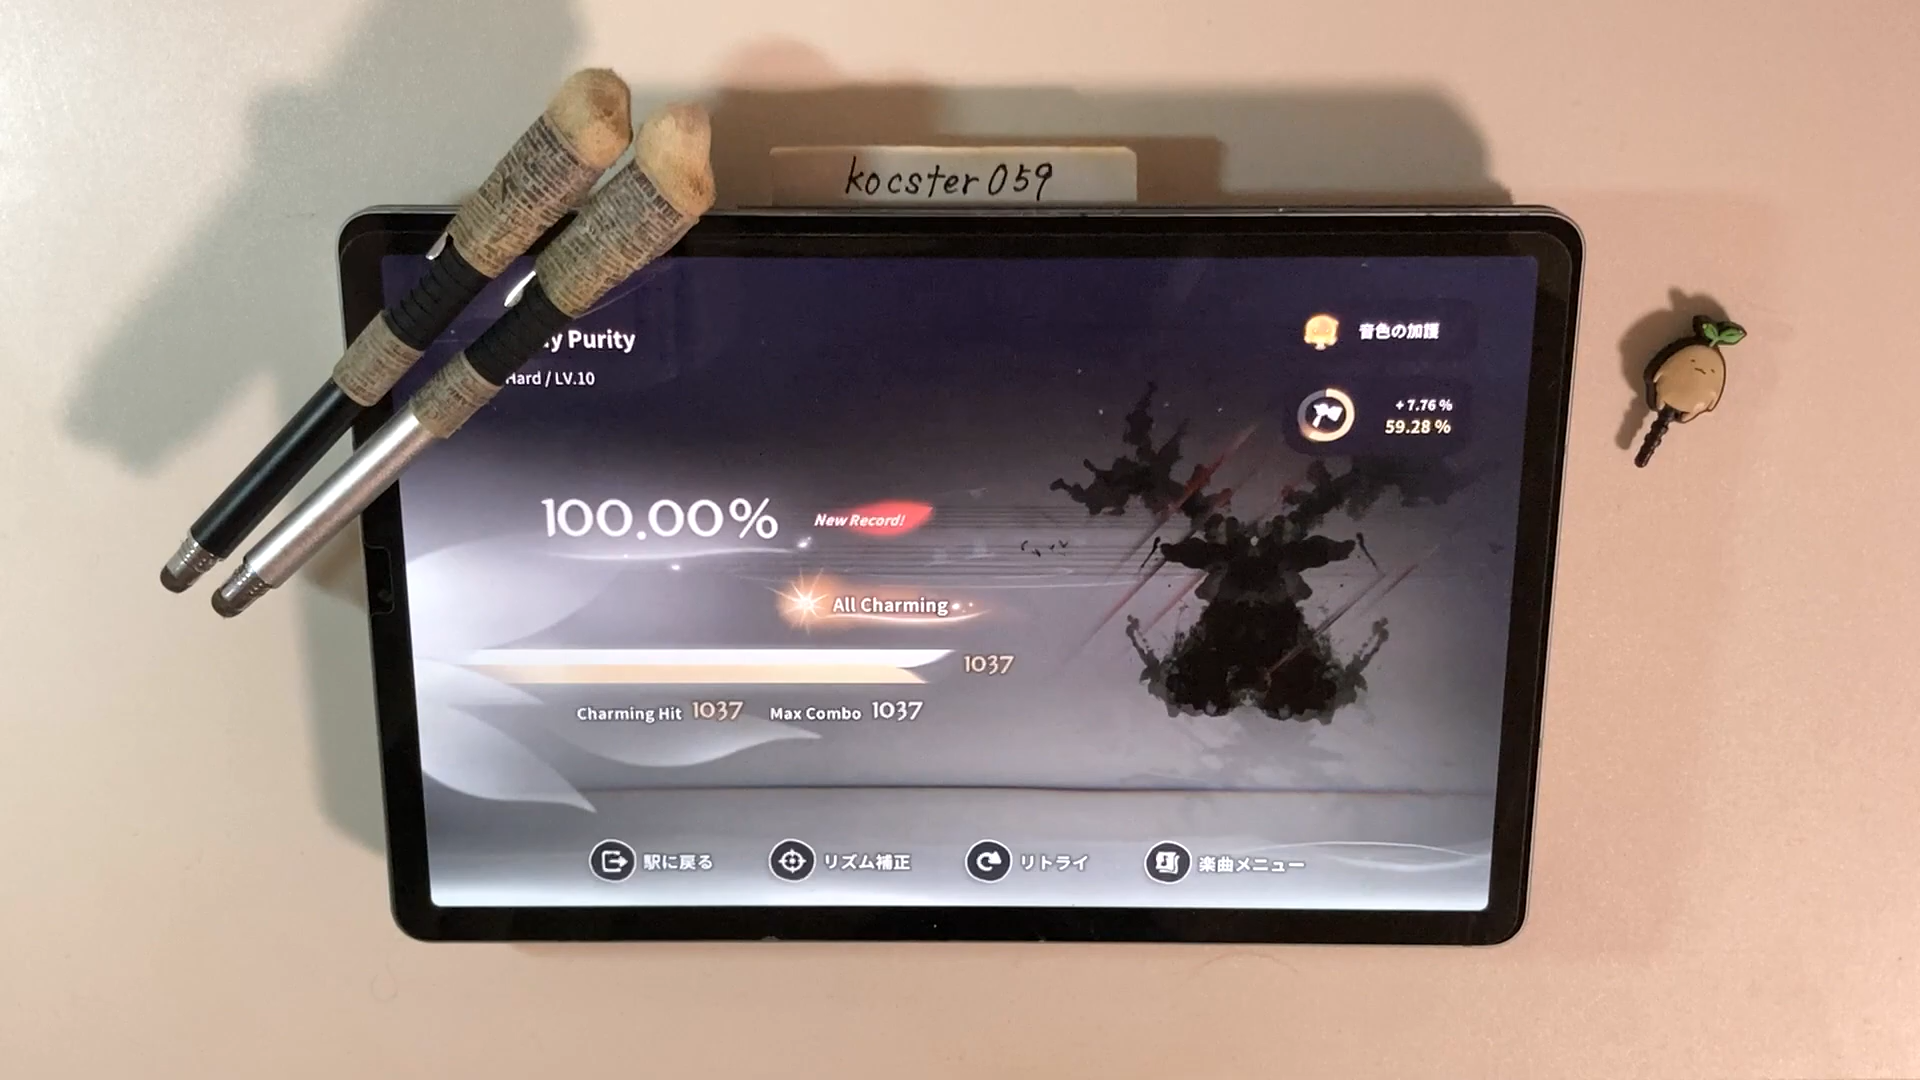 kocster059
Purity
Hard / LV.10
音色の加護
+7.76%
59.28%
100.00%
New Record!
All Charming
1037
Charming Hit 1037 Max Combo 1037
駅に戻る リズム補正 リトライ 楽曲メニュー